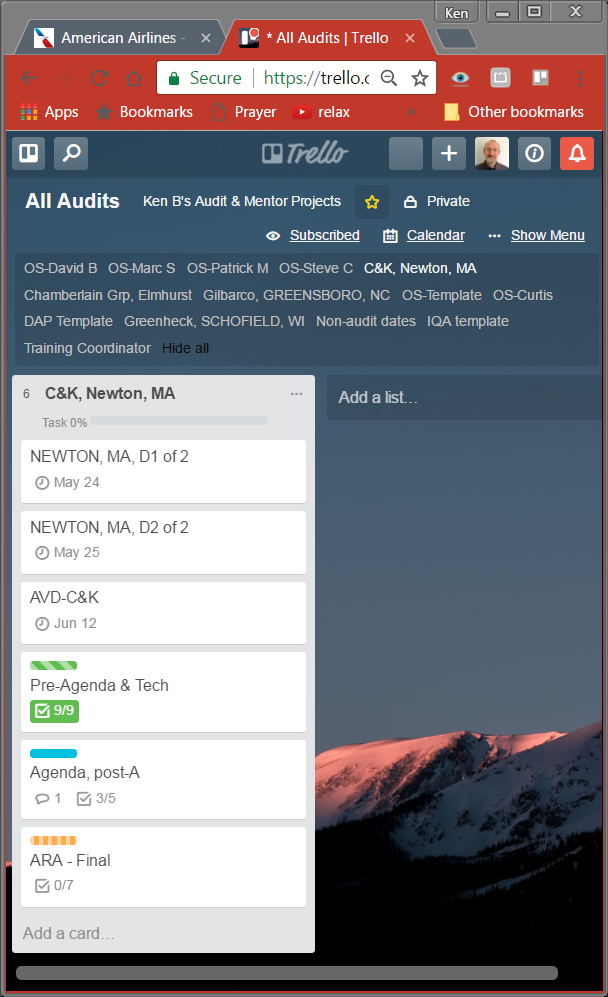 Ken
American Airlines -
* All Audits | Trello
Secure https://trello.c
Apps Bookmarks Prayer relax Other bookmarks
Trello
All Audits Ken B's Audit & Mentor Projects Private
Subscribed Calendar Show Menu
OS-David B OS-Marc S OS-Patrick M OS-Steve C C&K, Newton, MA
Chamberlain Grp, Elmhurst Gilbarco, GREENSBORO, NC OS-Template OS-Curtis
DAP Template Greenheck, SCHOFIELD, WI Non-audit dates IQA template
Training Coordinator Hide all
6 C&K, Newton, MA
Add a list...
Task 0%
NEWTON, MA, D1 of 2
May 24
NEWTON, MA, D2 of 2
May 25
AVD-C&K
Jun 12
Pre-Agenda & Tech
9/9
Agenda, post-A
1 3/5
ARA - Final
0/7
Add a card...